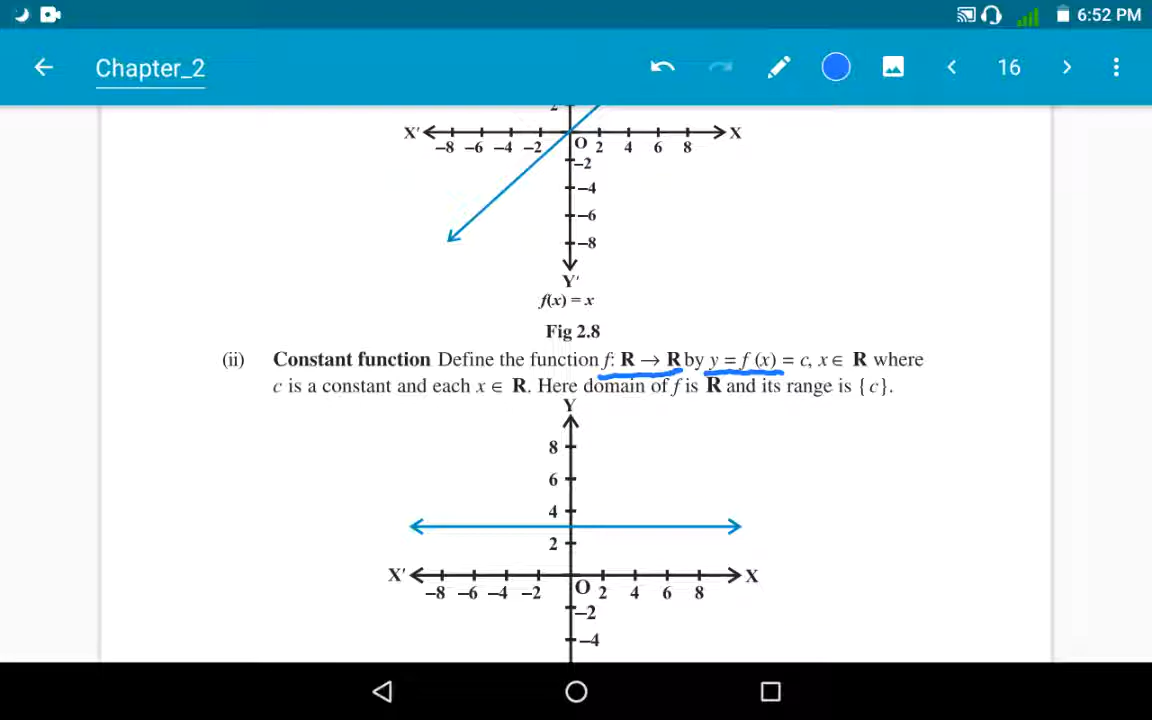 6:52 PM
Chapter_2
16
2
X' X
–8 –6 –4 –2 O 2 4 6 8
–2
–4
–6
–8
Y'
f(x) = x
Fig 2.8
(ii) Constant function Define the function f: R → R by y = f (x) = c, x ∈ R where
c is a constant and each x ∈ R. Here domain of f is R and its range is {c}.
Y
8
6
4
2
X' X
–8 –6 –4 –2 O 2 4 6 8
–2
–4